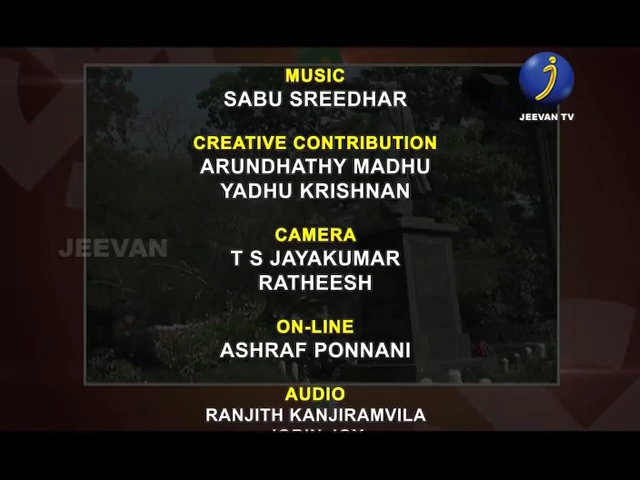 MUSIC
SABU SREEDHAR
JEEVAN TV
CREATIVE CONTRIBUTION
ARUNDHATHY MADHU
YADHU KRISHNAN
CAMERA
JEEVAN
T S JAYAKUMAR
RATHEESH
ON-LINE
ASHRAF PONNANI
AUDIO
RANJITH KANJIRAMVILA